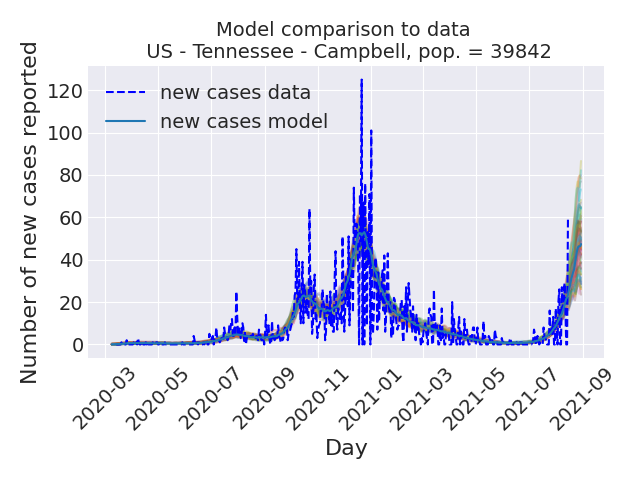 Model comparison to data
US - Tennessee - Campbell, pop. = 39842
Number of new cases reported
120
100
80
60
40
20
0
new cases data
new cases model
2020-03
2020-05
2020-07
2020-09
2020-11
2021-01
2021-03
2021-05
2021-07
2021-09
Day